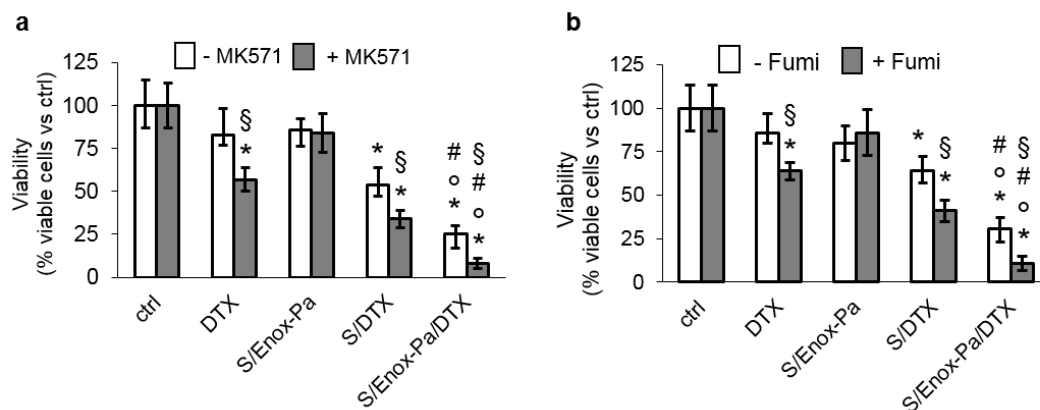 a
- MK571 + MK571
Viability
(% viable cells vs ctrl)
125
100
75
50
25
0
§
*
*
§
*
#
°
*
§
#
°
*
ctrl
DTX
S/Enox-Pa
S/DTX
S/Enox-Pa/DTX
b
- Fumi + Fumi
Viability
(% viable cells vs ctrl)
125
100
75
50
25
0
§
*
*
§
*
#
°
*
§
#
°
*
ctrl
DTX
S/Enox-Pa
S/DTX
S/Enox-Pa/DTX